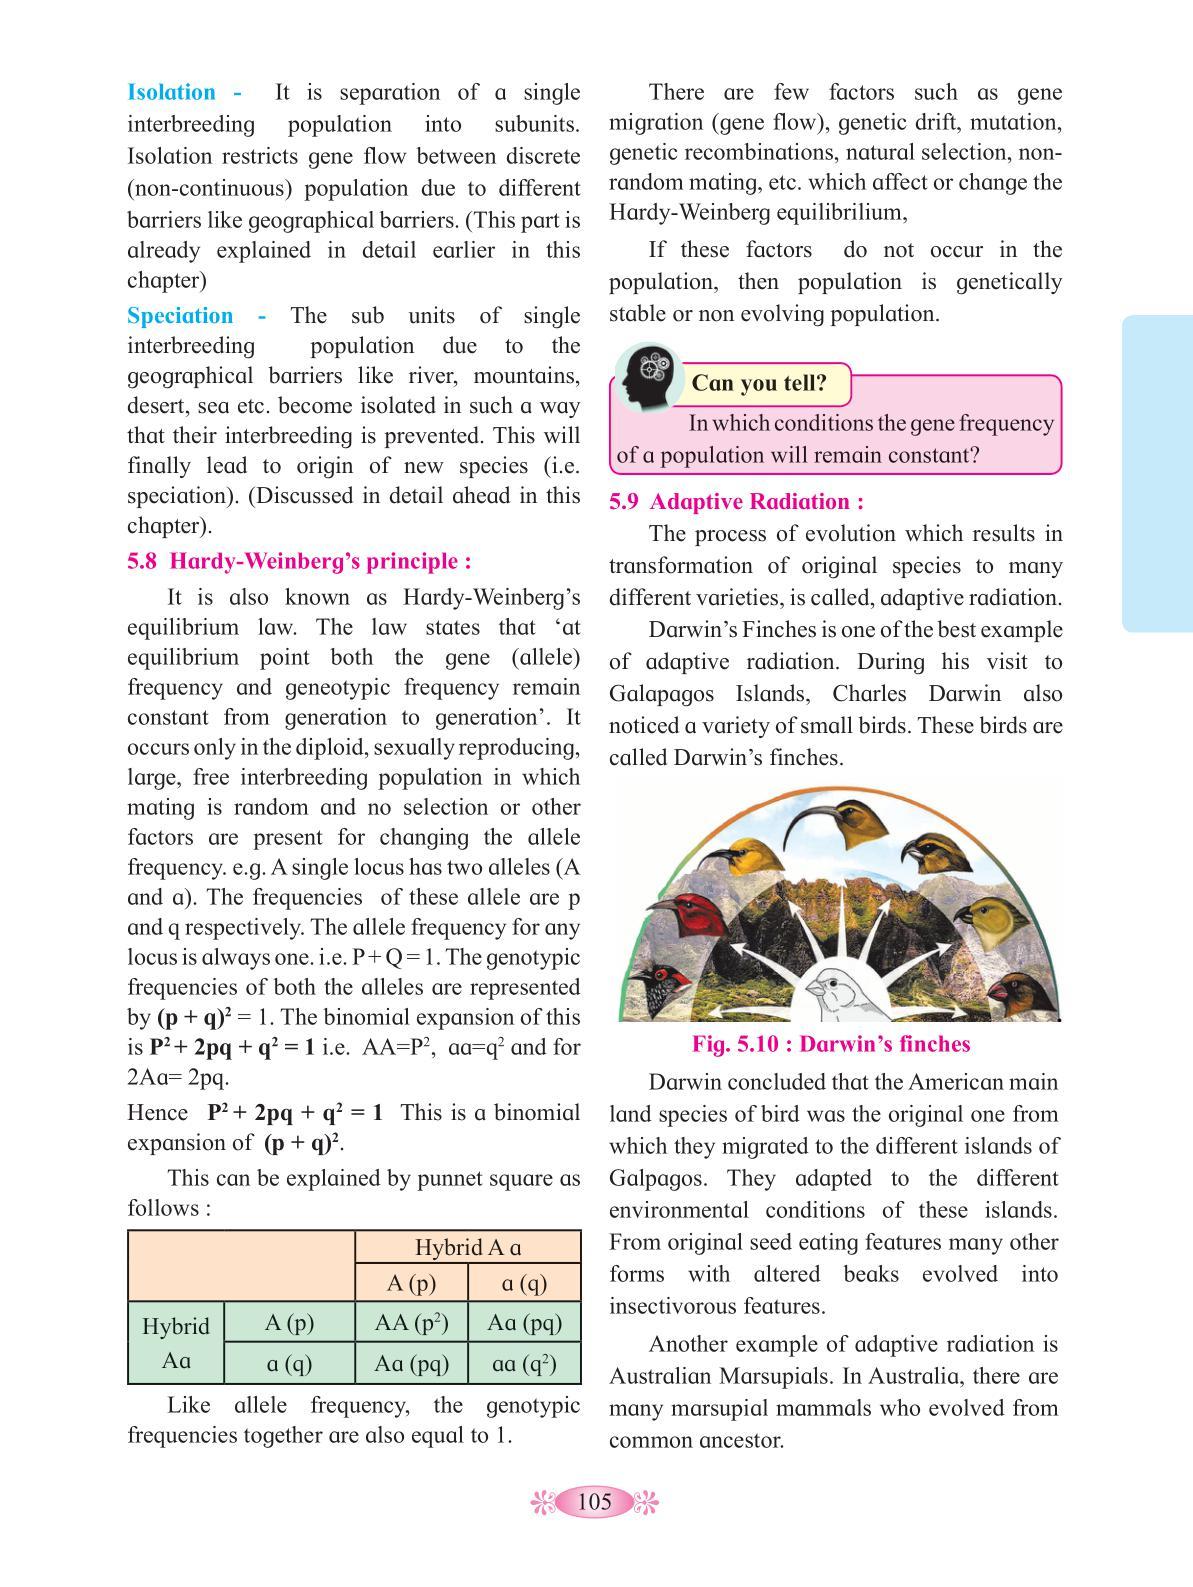 Isolation - It is separation of a single
interbreeding population into subunits.
Isolation restricts gene flow between discrete
(non-continuous) population due to different
barriers like geographical barriers. (This part is
already explained in detail earlier in this
chapter)
Speciation - The sub units of single
interbreeding population due to the
geographical barriers like river, mountains,
desert, sea etc. become isolated in such a way
that their interbreeding is prevented. This will
finally lead to origin of new species (i.e.
speciation). (Discussed in detail ahead in this
chapter).
5.8 Hardy-Weinberg’s principle :
It is also known as Hardy-Weinberg’s
equilibrium law. The law states that ‘at
equilibrium point both the gene (allele)
frequency and geneotypic frequency remain
constant from generation to generation’. It
occurs only in the diploid, sexually reproducing,
large, free interbreeding population in which
mating is random and no selection or other
factors are present for changing the allele
frequency. e.g. A single locus has two alleles (A
and a). The frequencies of these allele are p
and q respectively. The allele frequency for any
locus is always one. i.e. P + Q = 1. The genotypic
frequencies of both the alleles are represented
by (p + q)² = 1. The binomial expansion of this
is P² + 2pq + q² = 1 i.e. AA=P², aa=q² and for
2Aa= 2pq.
Hence P² + 2pq + q² = 1 This is a binomial
expansion of (p + q)².
This can be explained by punnet square as
follows :
Hybrid A a
A (p) a (q)
Hybrid Aa A (p) AA (p²) Aa (pq)
a (q) Aa (pq) aa (q²)
Like allele frequency, the genotypic
frequencies together are also equal to 1.
There are few factors such as gene
migration (gene flow), genetic drift, mutation,
genetic recombinations, natural selection, non-
random mating, etc. which affect or change the
Hardy-Weinberg equilibrilium,
If these factors do not occur in the
population, then population is genetically
stable or non evolving population.
Can you tell?
In which conditions the gene frequency
of a population will remain constant?
5.9 Adaptive Radiation :
The process of evolution which results in
transformation of original species to many
different varieties, is called, adaptive radiation.
Darwin’s Finches is one of the best example
of adaptive radiation. During his visit to
Galapagos Islands, Charles Darwin also
noticed a variety of small birds. These birds are
called Darwin’s finches.
Fig. 5.10 : Darwin’s finches
Darwin concluded that the American main
land species of bird was the original one from
which they migrated to the different islands of
Galpagos. They adapted to the different
environmental conditions of these islands.
From original seed eating features many other
forms with altered beaks evolved into
insectivorous features.
Another example of adaptive radiation is
Australian Marsupials. In Australia, there are
many marsupial mammals who evolved from
common ancestor.
105